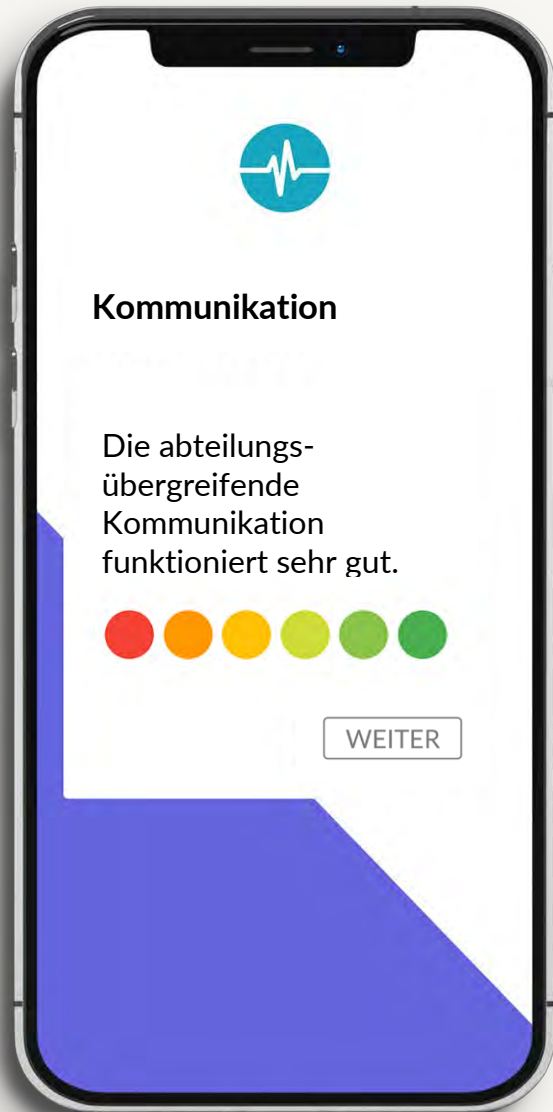 Kommunikation
Die abteilungs-
übergreifende
Kommunikation
funktioniert sehr gut.
WEITER